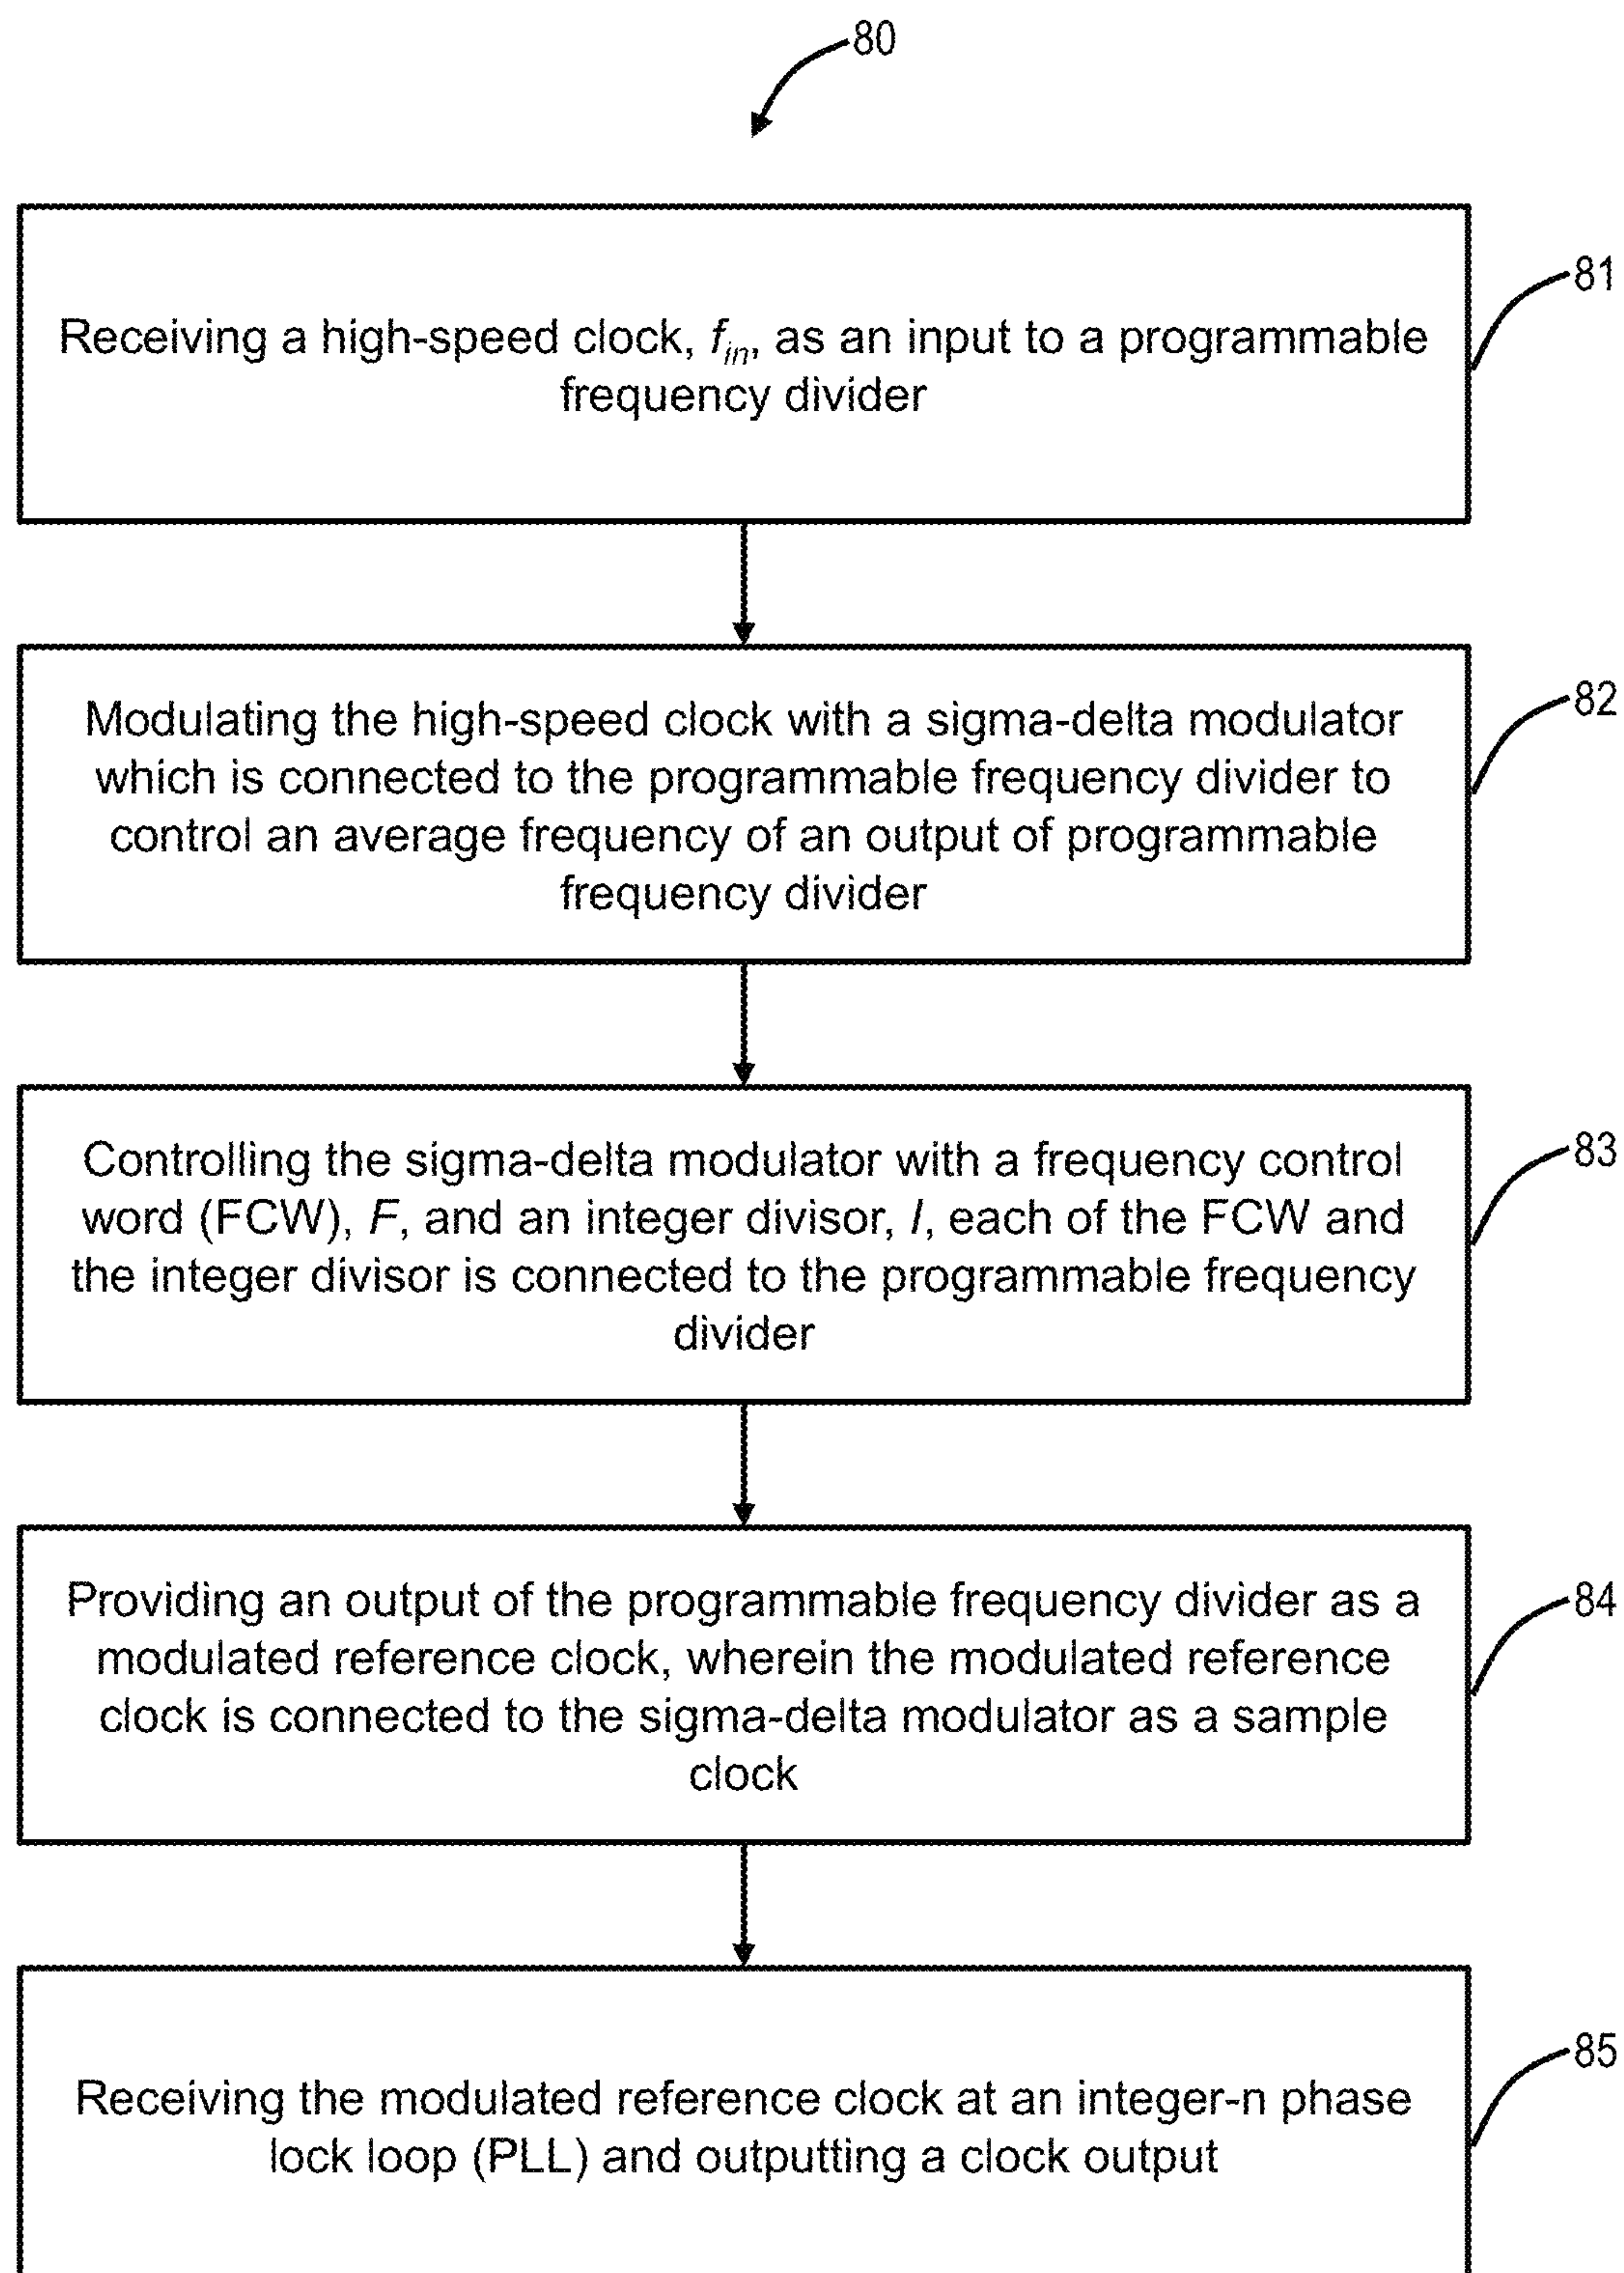 80
Receiving a high-speed clock, fin, as an input to a programmable
frequency divider
81
Modulating the high-speed clock with a sigma-delta modulator
which is connected to the programmable frequency divider to
control an average frequency of an output of programmable
frequency divider
82
Controlling the sigma-delta modulator with a frequency control
word (FCW), F, and an integer divisor, I, each of the FCW and
the integer divisor is connected to the programmable frequency
divider
83
Providing an output of the programmable frequency divider as a
modulated reference clock, wherein the modulated reference
clock is connected to the sigma-delta modulator as a sample
clock
84
Receiving the modulated reference clock at an integer-n phase
lock loop (PLL) and outputting a clock output
85